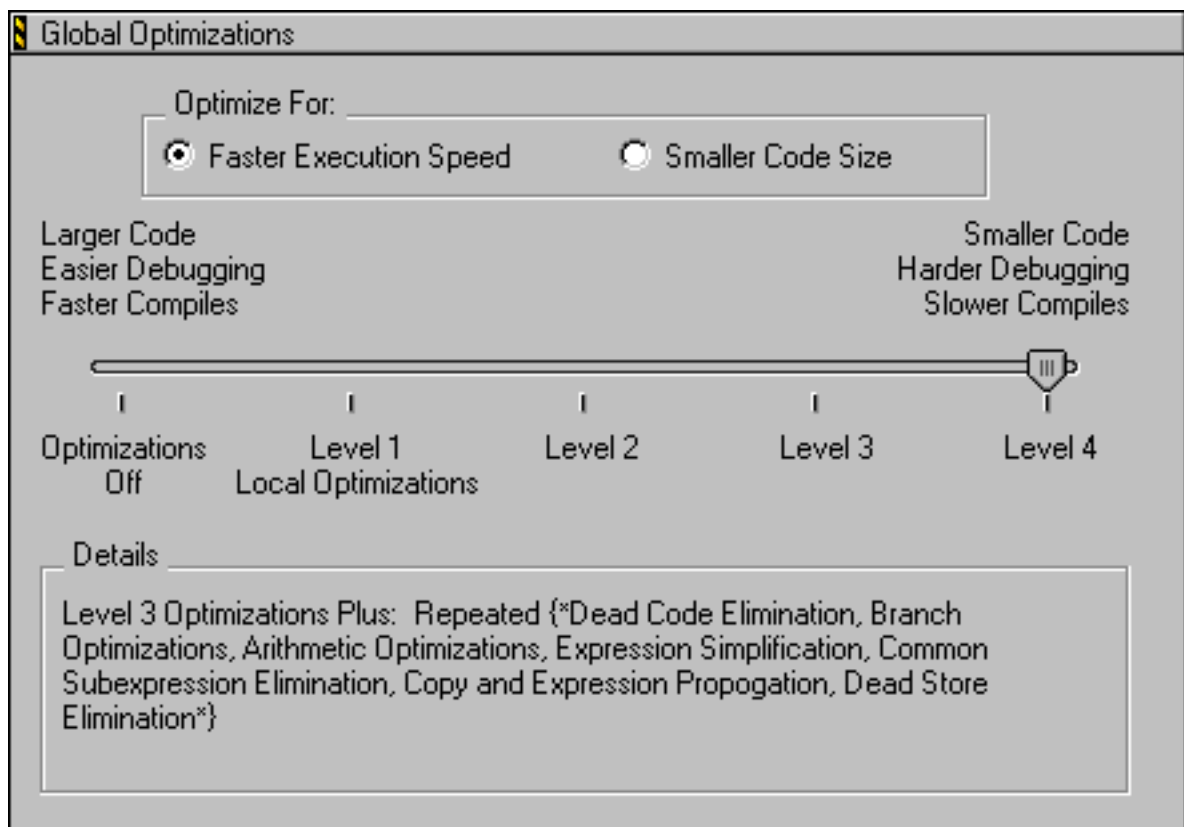 Global Optimizations
Optimize For:
Faster Execution Speed Smaller Code Size
Larger Code Smaller Code
Easier Debugging Harder Debugging
Faster Compiles Slower Compiles
Optimizations Level 1 Level 2 Level 3 Level 4
Off Local Optimizations
Details
Level 3 Optimizations Plus: Repeated {*Dead Code Elimination, Branch
Optimizations, Arithmetic Optimizations, Expression Simplification, Common
Subexpression Elimination, Copy and Expression Propogation, Dead Store
Elimination*}